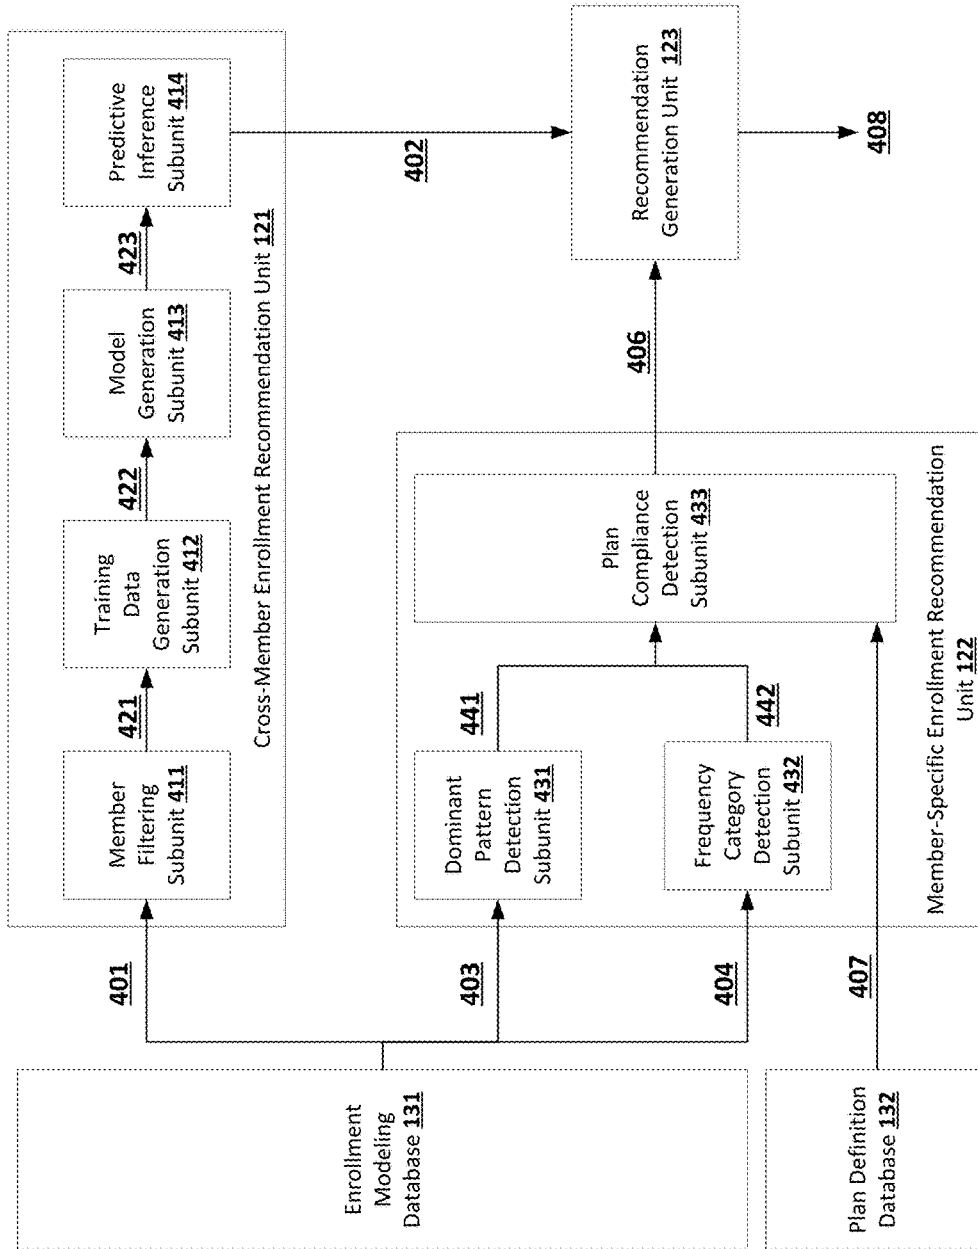 Enrollment
Modeling
Database 131
Plan Definition
Database 132
401
403
404
407
Member
Filtering
Subunit 411
421
Training
Data
Generation
Subunit 412
422
Model
Generation
Subunit 413
423
Predictive
Inference
Subunit 414
Cross-Member Enrollment Recommendation Unit 121
Dominant
Pattern
Detection
Subunit 431
441
Frequency
Category
Detection
Subunit 432
442
Plan
Compliance
Detection
Subunit 433
Member-Specific Enrollment Recommendation
Unit 122
402
406
Recommendation
Generation Unit 123
408